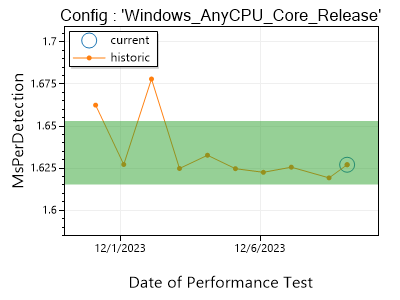 Config : 'Windows_AnyCPU_Core_Release'
current
historic
1.7
1.675
1.65
1.625
1.6
MsPerDetection
12/1/2023
12/6/2023
Date of Performance Test